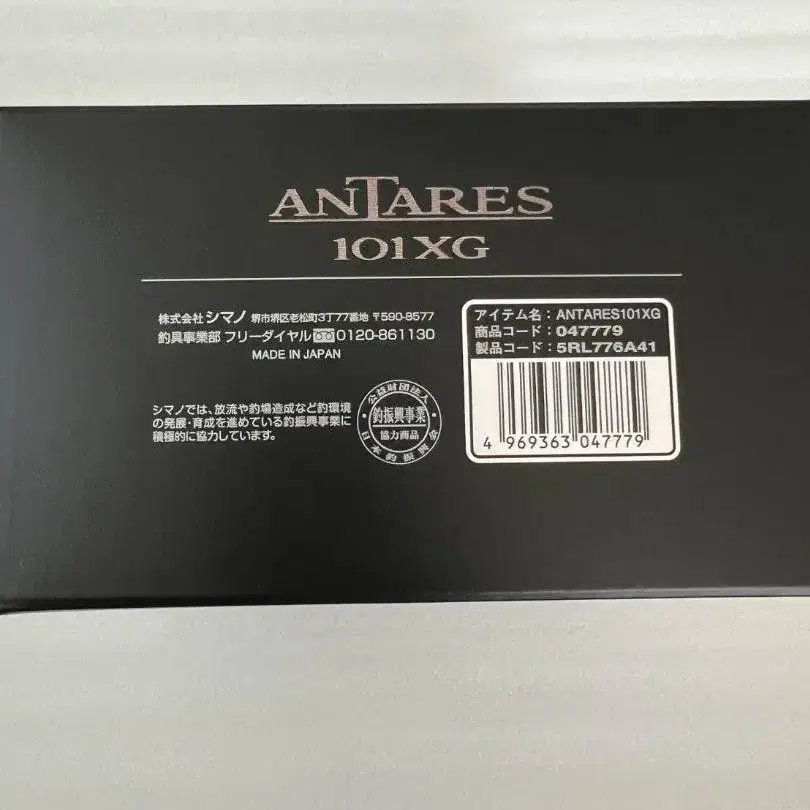 ANTARES
101 XG
株式会社 シマノ 堺市堺区老松町3丁77番地 〒590-8577
釣具事業部 フリーダイヤル 0120-861130
MADE IN JAPAN
シマノでは、放流や釣場造成など釣環境
の発展・育成を進めている釣振興事業に
積極的に協力しています。
公益財団法人
釣振興事業
協力商品
日本釣振興会
アイテム名：ANTARES101XG
商品コード：047779
製品コード：5RL776A41
4 969363 047779